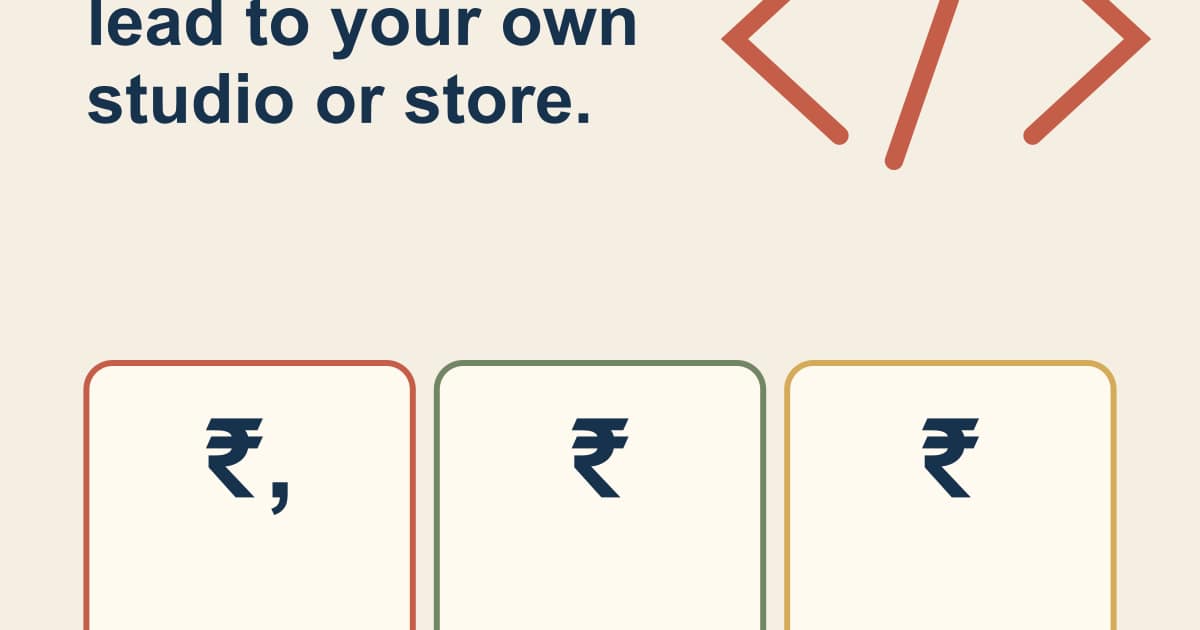 lead to your own
studio or store.
₹,
₹
₹